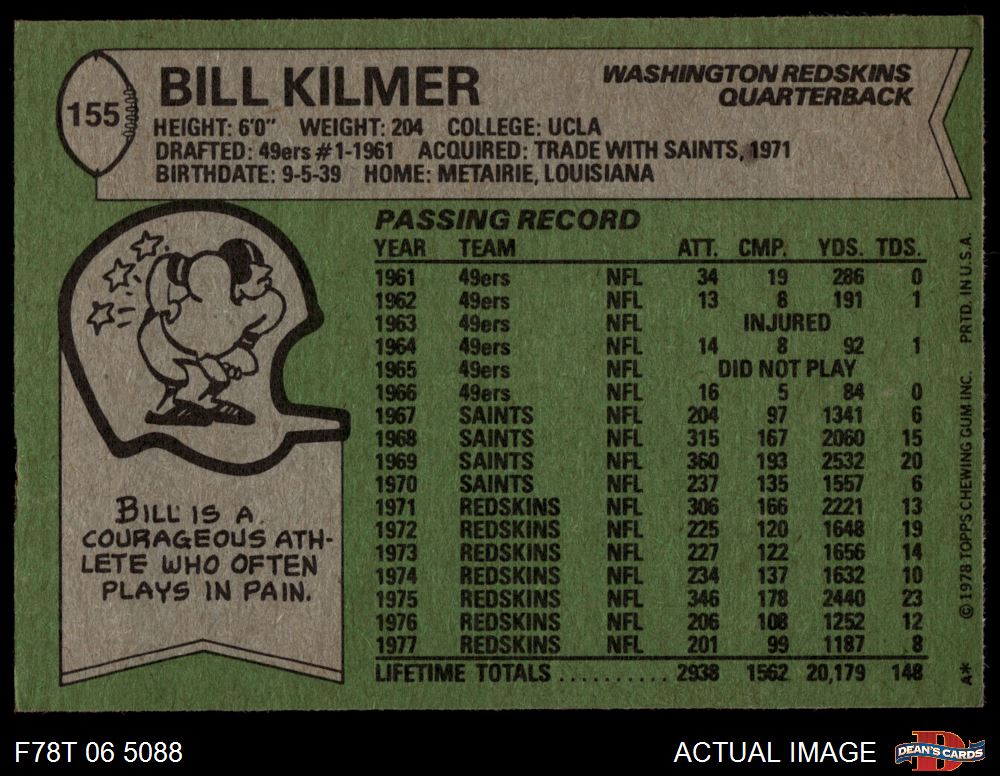 155
BILL KILMER
WASHINGTON REDSKINS
QUARTERBACK
HEIGHT: 6'0" WEIGHT: 204 COLLEGE: UCLA
DRAFTED: 49ers #1-1961 ACQUIRED: TRADE WITH SAINTS, 1971
BIRTHDATE: 9-5-39 HOME: METAIRIE, LOUISIANA
PASSING RECORD
YEAR TEAM ATT. CMP. YDS. TDS.
1961 49ers NFL 34 19 286 0
1962 49ers NFL 13 8 191 1
1963 49ers NFL INJURED
1964 49ers NFL 14 8 92 1
1965 49ers NFL DID NOT PLAY
1966 49ers NFL 16 5 84 0
1967 SAINTS NFL 204 97 1341 6
1968 SAINTS NFL 315 167 2060 15
1969 SAINTS NFL 360 193 2532 20
1970 SAINTS NFL 237 135 1557 6
1971 REDSKINS NFL 306 166 2221 13
1972 REDSKINS NFL 225 120 1648 19
1973 REDSKINS NFL 227 122 1656 14
1974 REDSKINS NFL 234 137 1632 10
1975 REDSKINS NFL 346 178 2440 23
1976 REDSKINS NFL 206 108 1252 12
1977 REDSKINS NFL 201 99 1187 8
LIFETIME TOTALS .......... 2938 1562 20,179 148
BILL IS A
COURAGEOUS ATH-
LETE WHO OFTEN
PLAYS IN PAIN.
A* © 1978 TOPPS CHEWING GUM INC. PRTD. IN U.S.A.
F78T 06 5088
ACTUAL IMAGE
DEAN'S CARDS